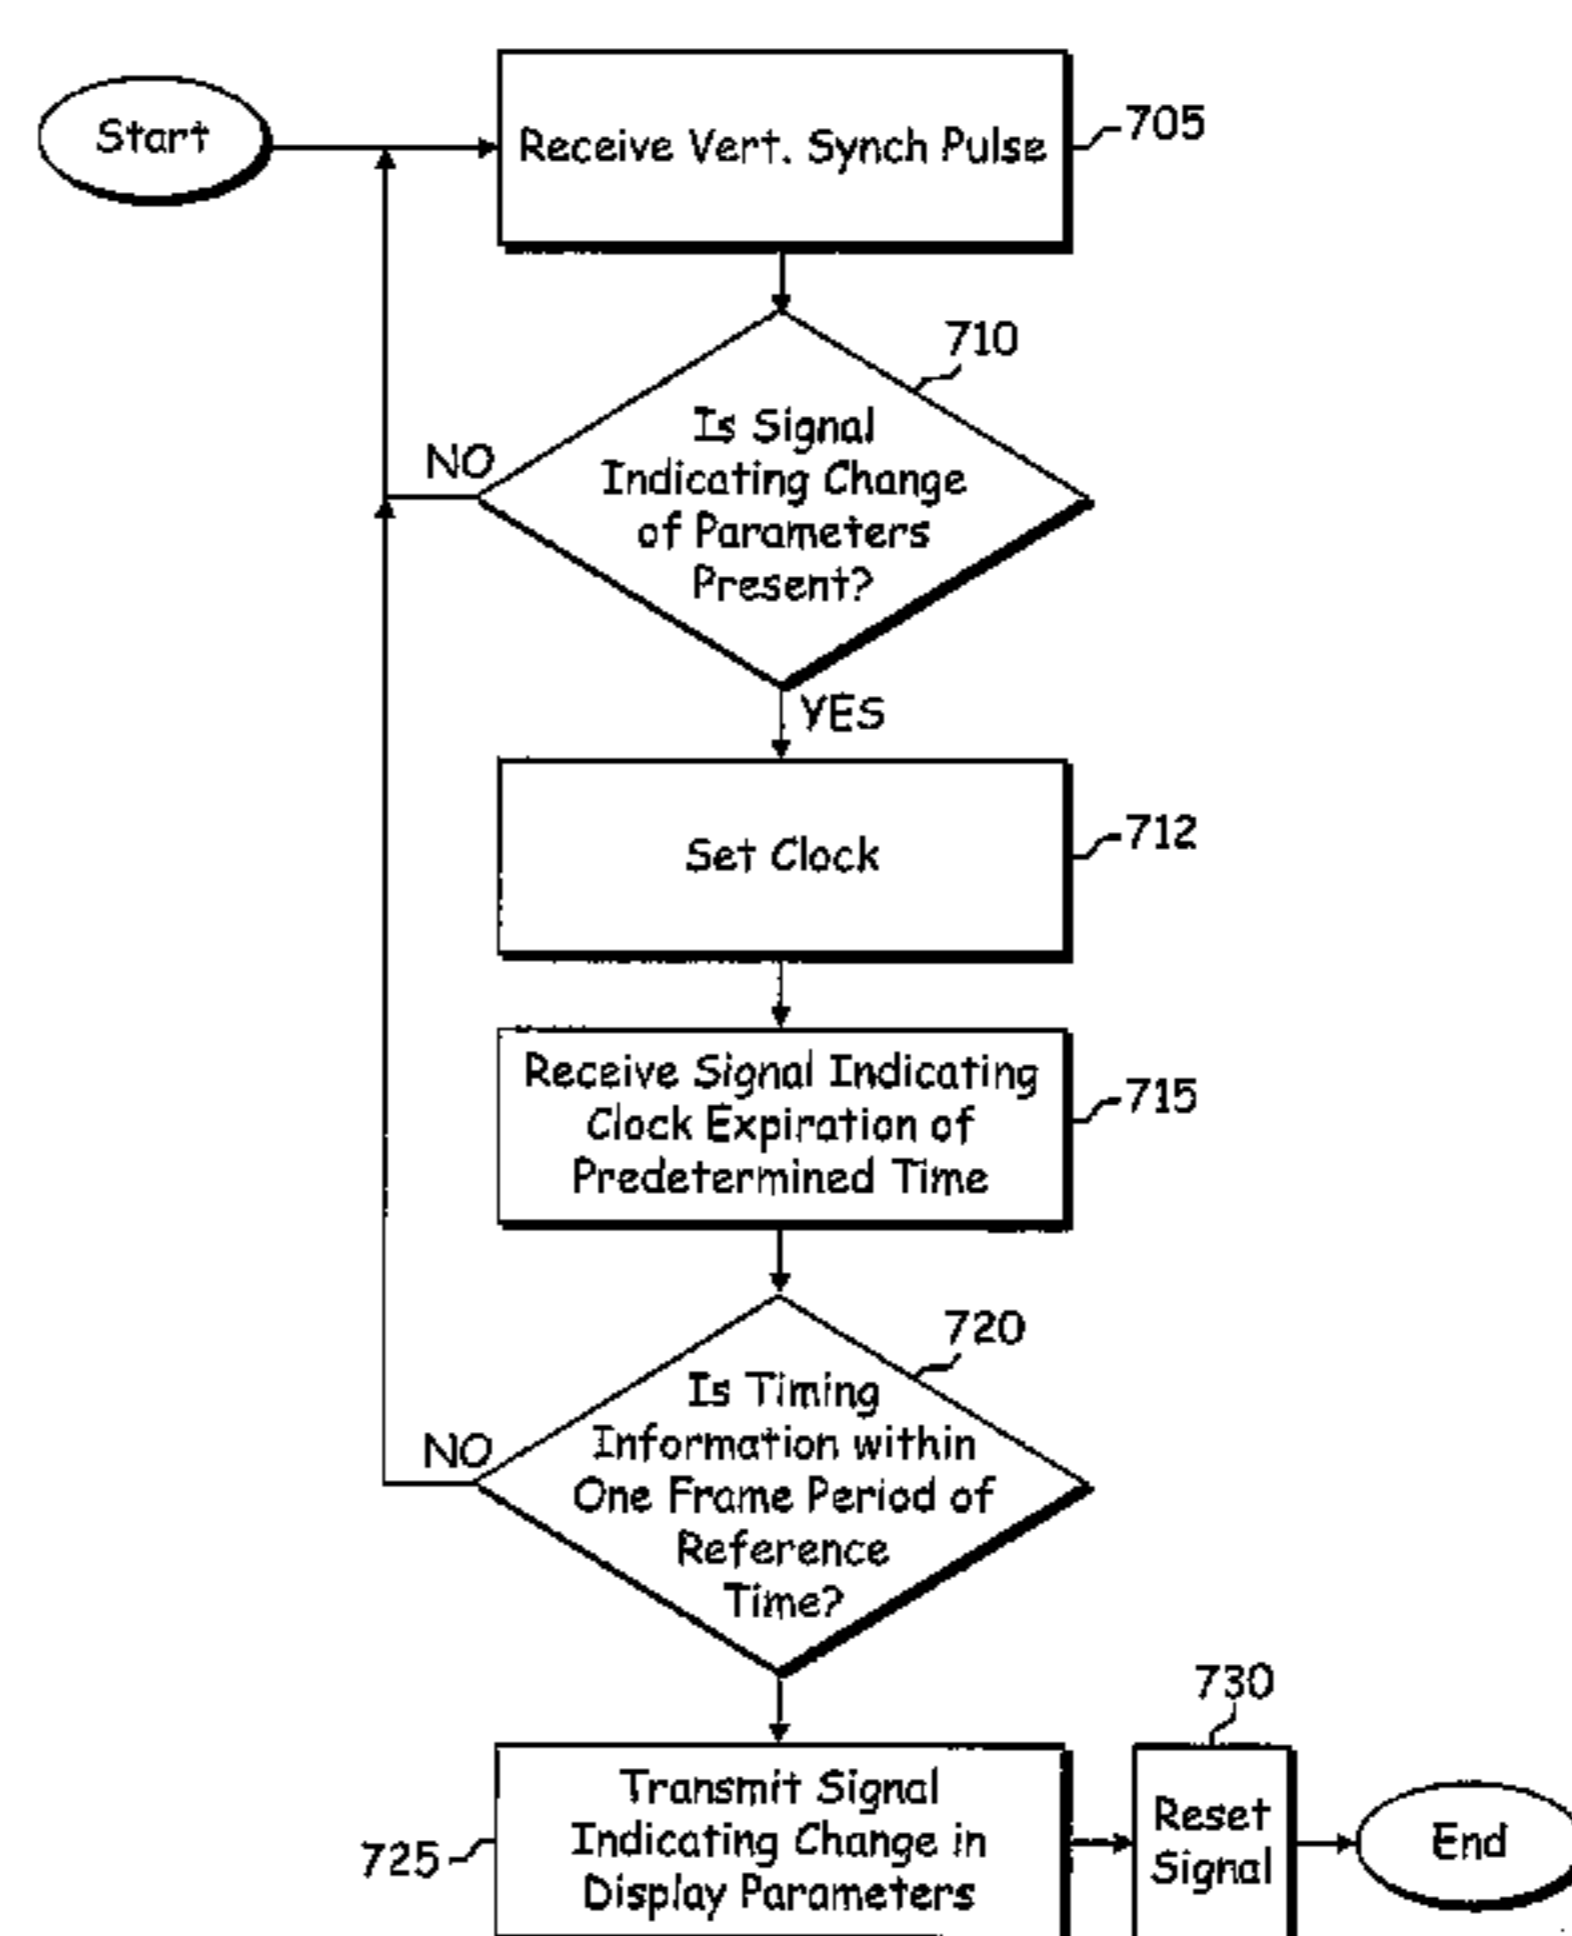 Start
Receive Vert. Synch Pulse
705
710
Is Signal
Indicating Change
of Parameters
Present?
NO
YES
Set Clock
712
Receive Signal Indicating
Clock Expiration of
Predetermined Time
715
720
Is Timing
Information within
One Frame Period of
Reference
Time?
NO
725
Transmit Signal
Indicating Change in
Display Parameters
730
Reset
Signal
End